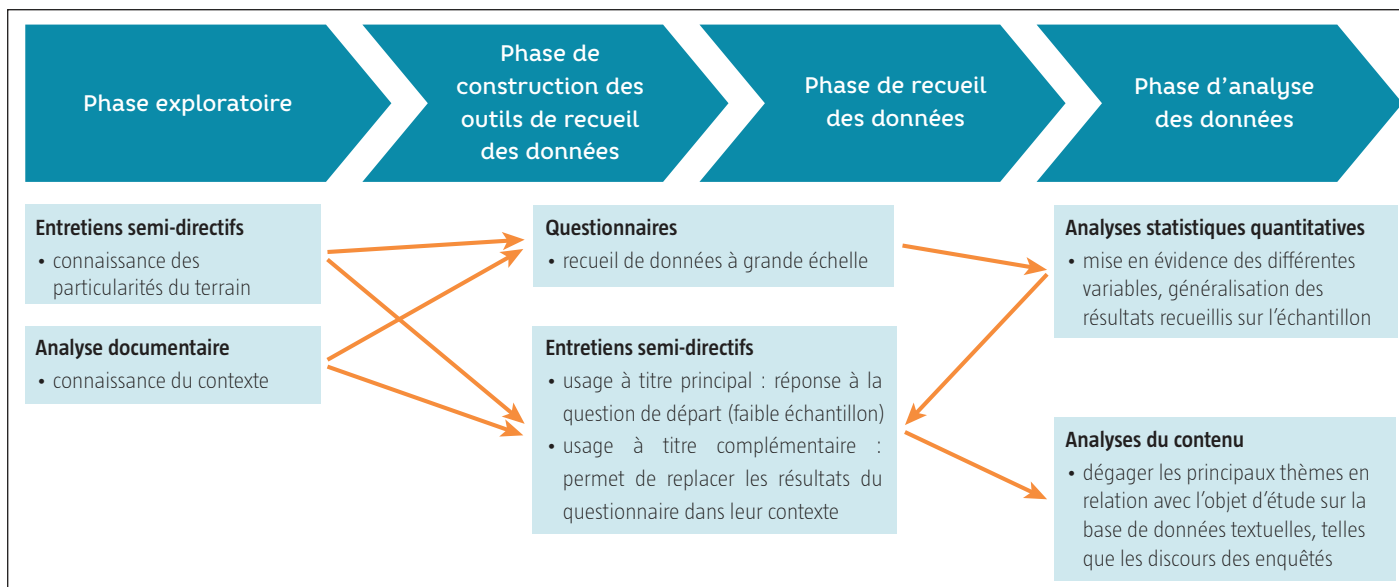 Phase exploratoire
Phase de
construction des
outils de recueil
des données
Phase de recueil
des données
Phase d’analyse
des données
Entretiens semi-directifs
• connaissance des
particularités du terrain
Analyse documentaire
• connaissance du contexte
Questionnaires
• recueil de données à grande échelle
Entretiens semi-directifs
• usage à titre principal : réponse à la
question de départ (faible échantillon)
• usage à titre complémentaire :
permet de replacer les résultats du
questionnaire dans leur contexte
Analyses statistiques quantitatives
• mise en évidence des différentes
variables, généralisation des
résultats recueillis sur l’échantillon
Analyses du contenu
• dégager les principaux thèmes en
relation avec l’objet d’étude sur la
base de données textuelles, telles
que les discours des enquêtés